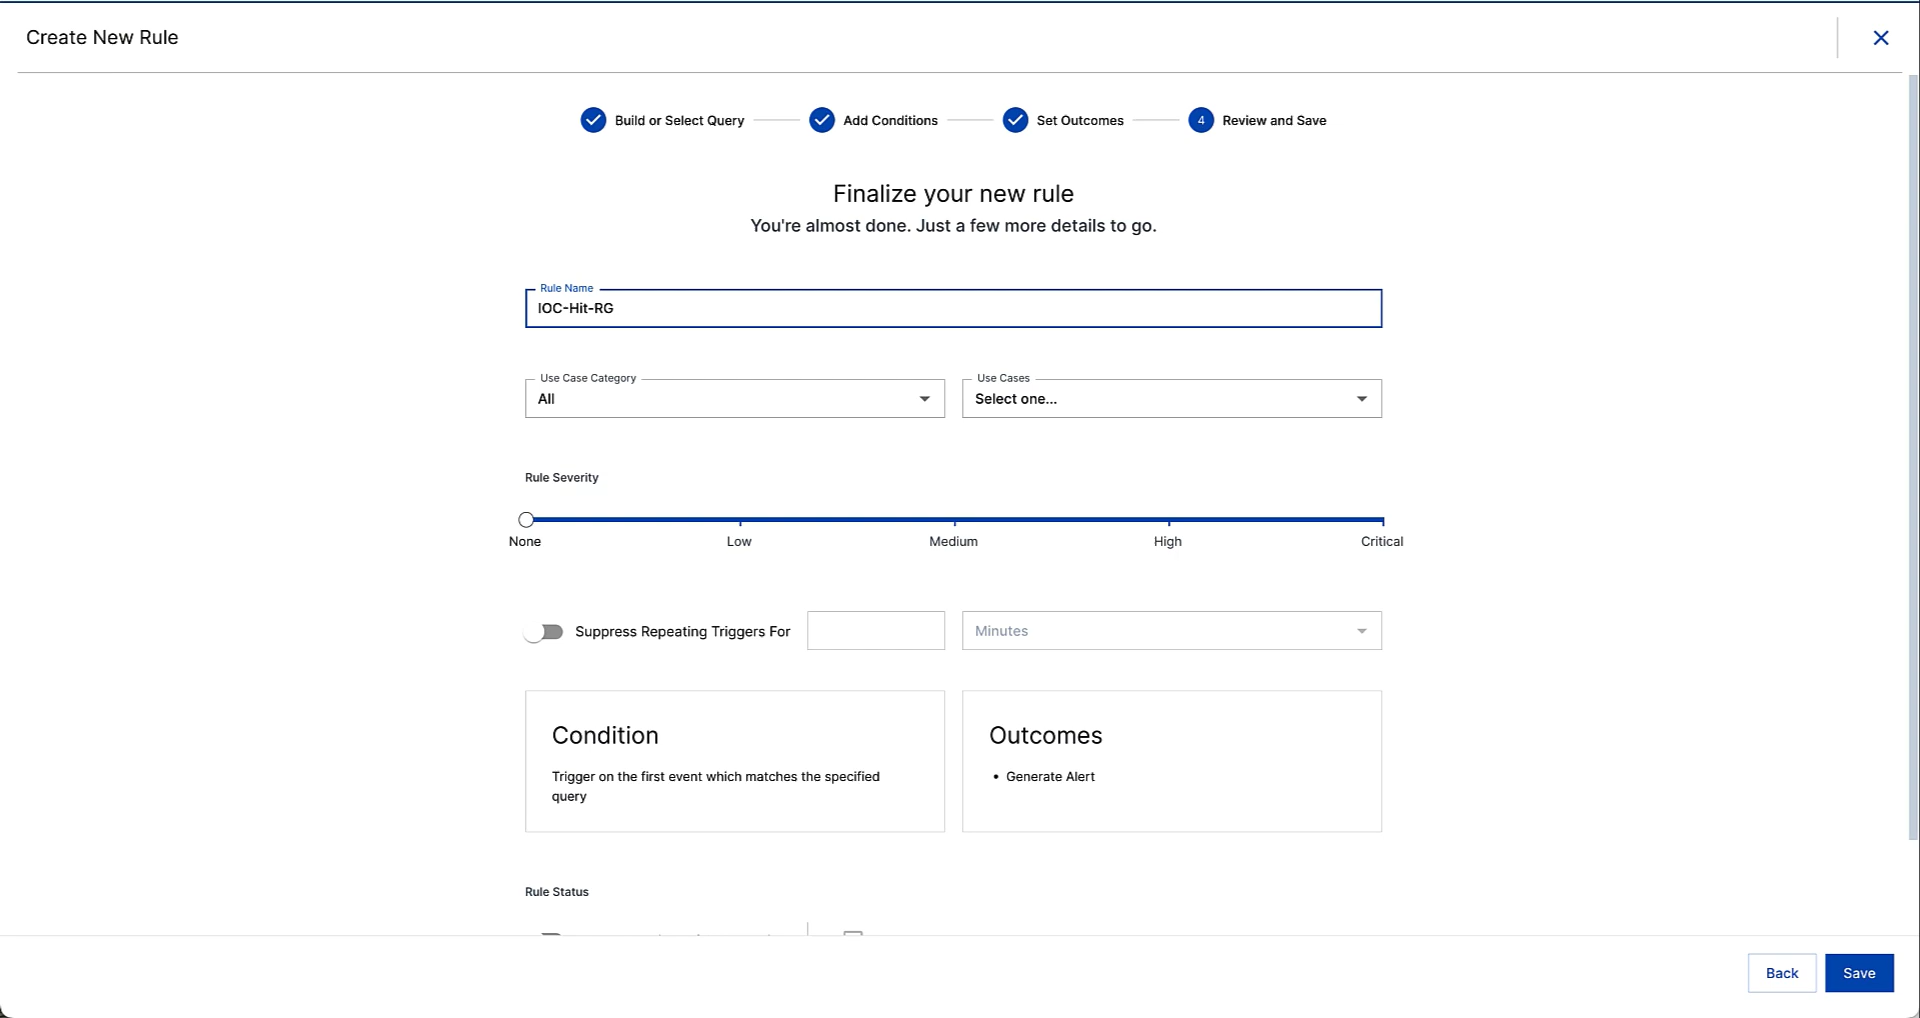 Create New Rule
Build or Select Query
Add Conditions
Set Outcomes
4 Review and Save
Finalize your new rule
You're almost done. Just a few more details to go.
Rule Name
IOC-Hit-RG
Use Case Category
All
Use Cases
Select one...
Rule Severity
None
Low
Medium
High
Critical
Suppress Repeating Triggers For
Minutes
Condition
Trigger on the first event which matches the specified
query
Outcomes
• Generate Alert
Rule Status
Back
Save